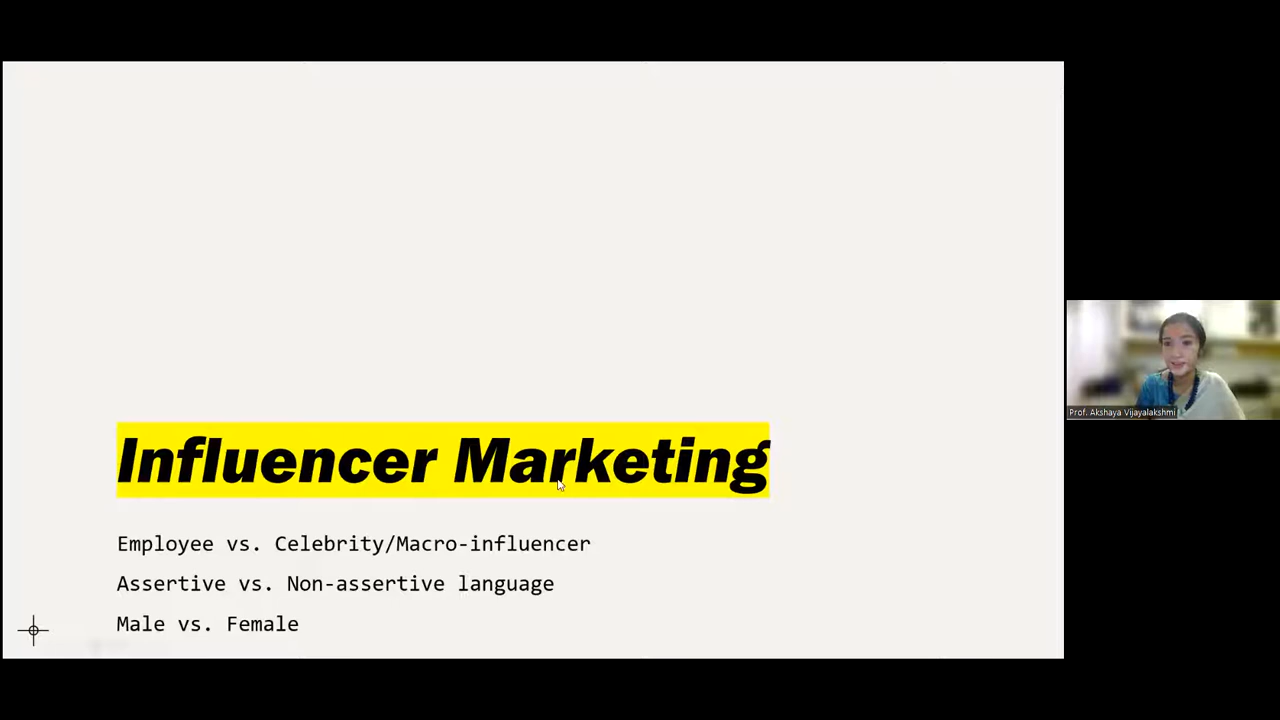 Influencer Marketing
Employee vs. Celebrity/Macro-influencer
Assertive vs. Non-assertive language
Male vs. Female
Prof. Akshaya Vijayalakshmi